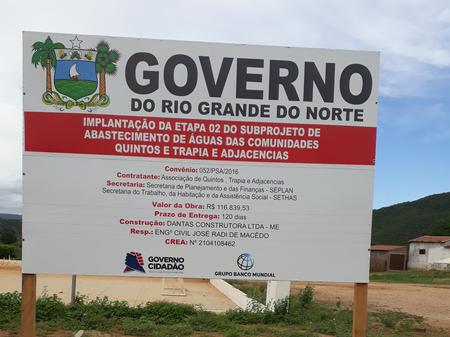 GOVERNO
DO RIO GRANDE DO NORTE
IMPLANTAÇÃO DA ETAPA 02 DO SUBPROJETO DE
ABASTECIMENTO DE ÁGUAS DAS COMUNIDADES
QUINTOS E TRAPIA E ADJACENCIAS
Convênio: 052/PSA/2016
Contratante: Associação de Quintos , Trapia e Adjacencias
Secretaria: Secretaria de Planejamento e das Finanças - SEPLAN
Secretaria do Trabalho, da Habitação e da Assistência Social - SETHAS
Valor da Obra: R$ 116.839,53
Prazo de Entrega: 120 dias
Construção: DANTAS CONSTRUTORA LTDA - ME
Resp.: ENGº CIVIL JOSÉ RADI DE MACÊDO
CREA: Nº 2104108462
GOVERNO
CIDADÃO
GRUPO BANCO MUNDIAL